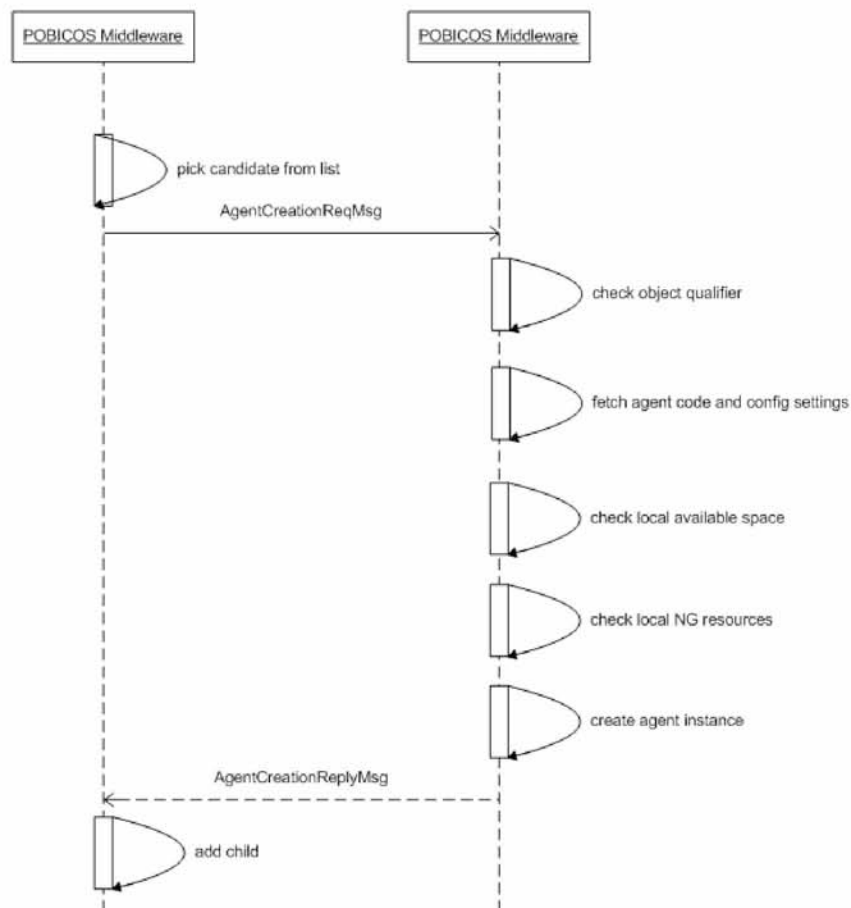 POBICOS Middleware
POBICOS Middleware
pick candidate from list
AgentCreationReqMsg
check object qualifier
fetch agent code and config settings
check local available space
check local NG resources
create agent instance
AgentCreationReplyMsg
add child